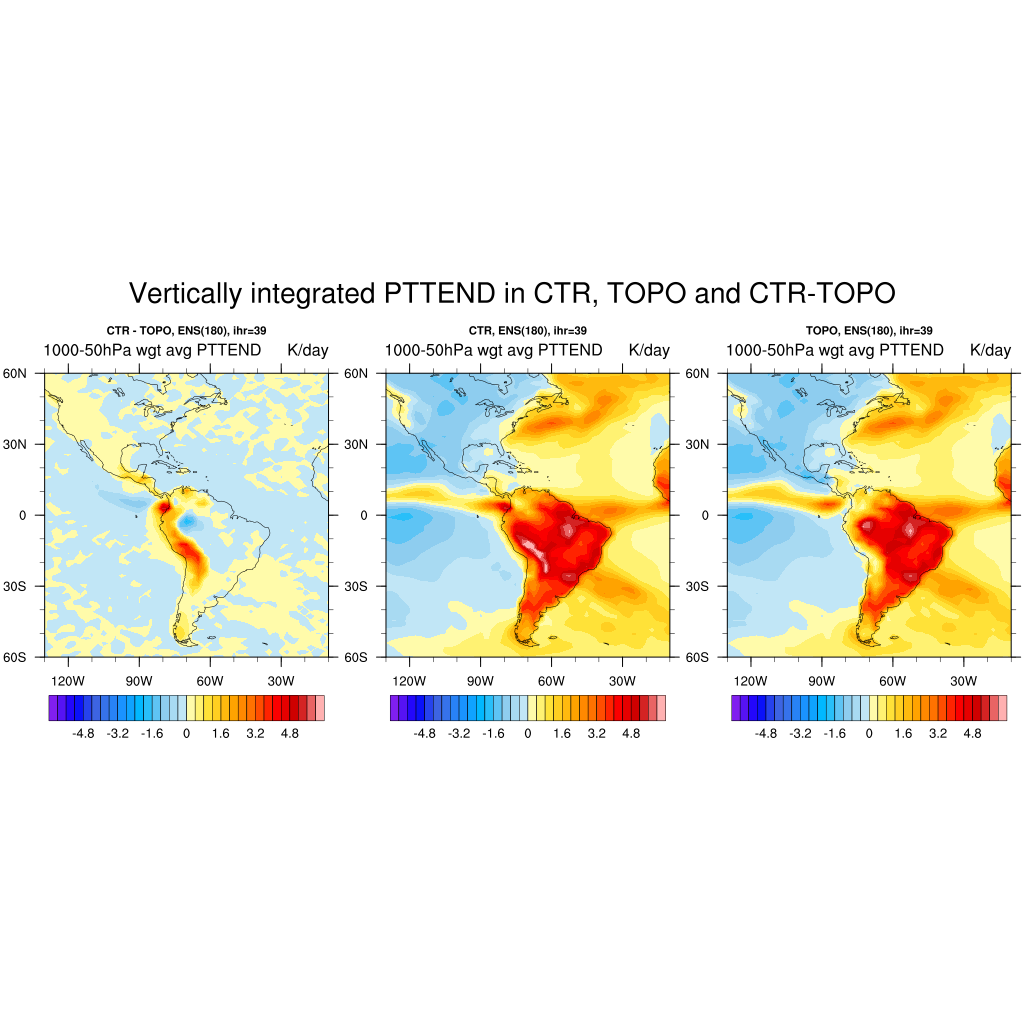 Vertically integrated PTTEND in CTR, TOPO and CTR-TOPO
CTR - TOPO, ENS(180), ihr=39
1000-50hPa wgt avg PTTEND K/day
60N
30N
0
30S
60S
120W 90W 60W 30W
-4.8 -3.2 -1.6 0 1.6 3.2 4.8
CTR, ENS(180), ihr=39
1000-50hPa wgt avg PTTEND K/day
60N
30N
0
30S
60S
120W 90W 60W 30W
-4.8 -3.2 -1.6 0 1.6 3.2 4.8
TOPO, ENS(180), ihr=39
1000-50hPa wgt avg PTTEND K/day
60N
30N
0
30S
60S
120W 90W 60W 30W
-4.8 -3.2 -1.6 0 1.6 3.2 4.8